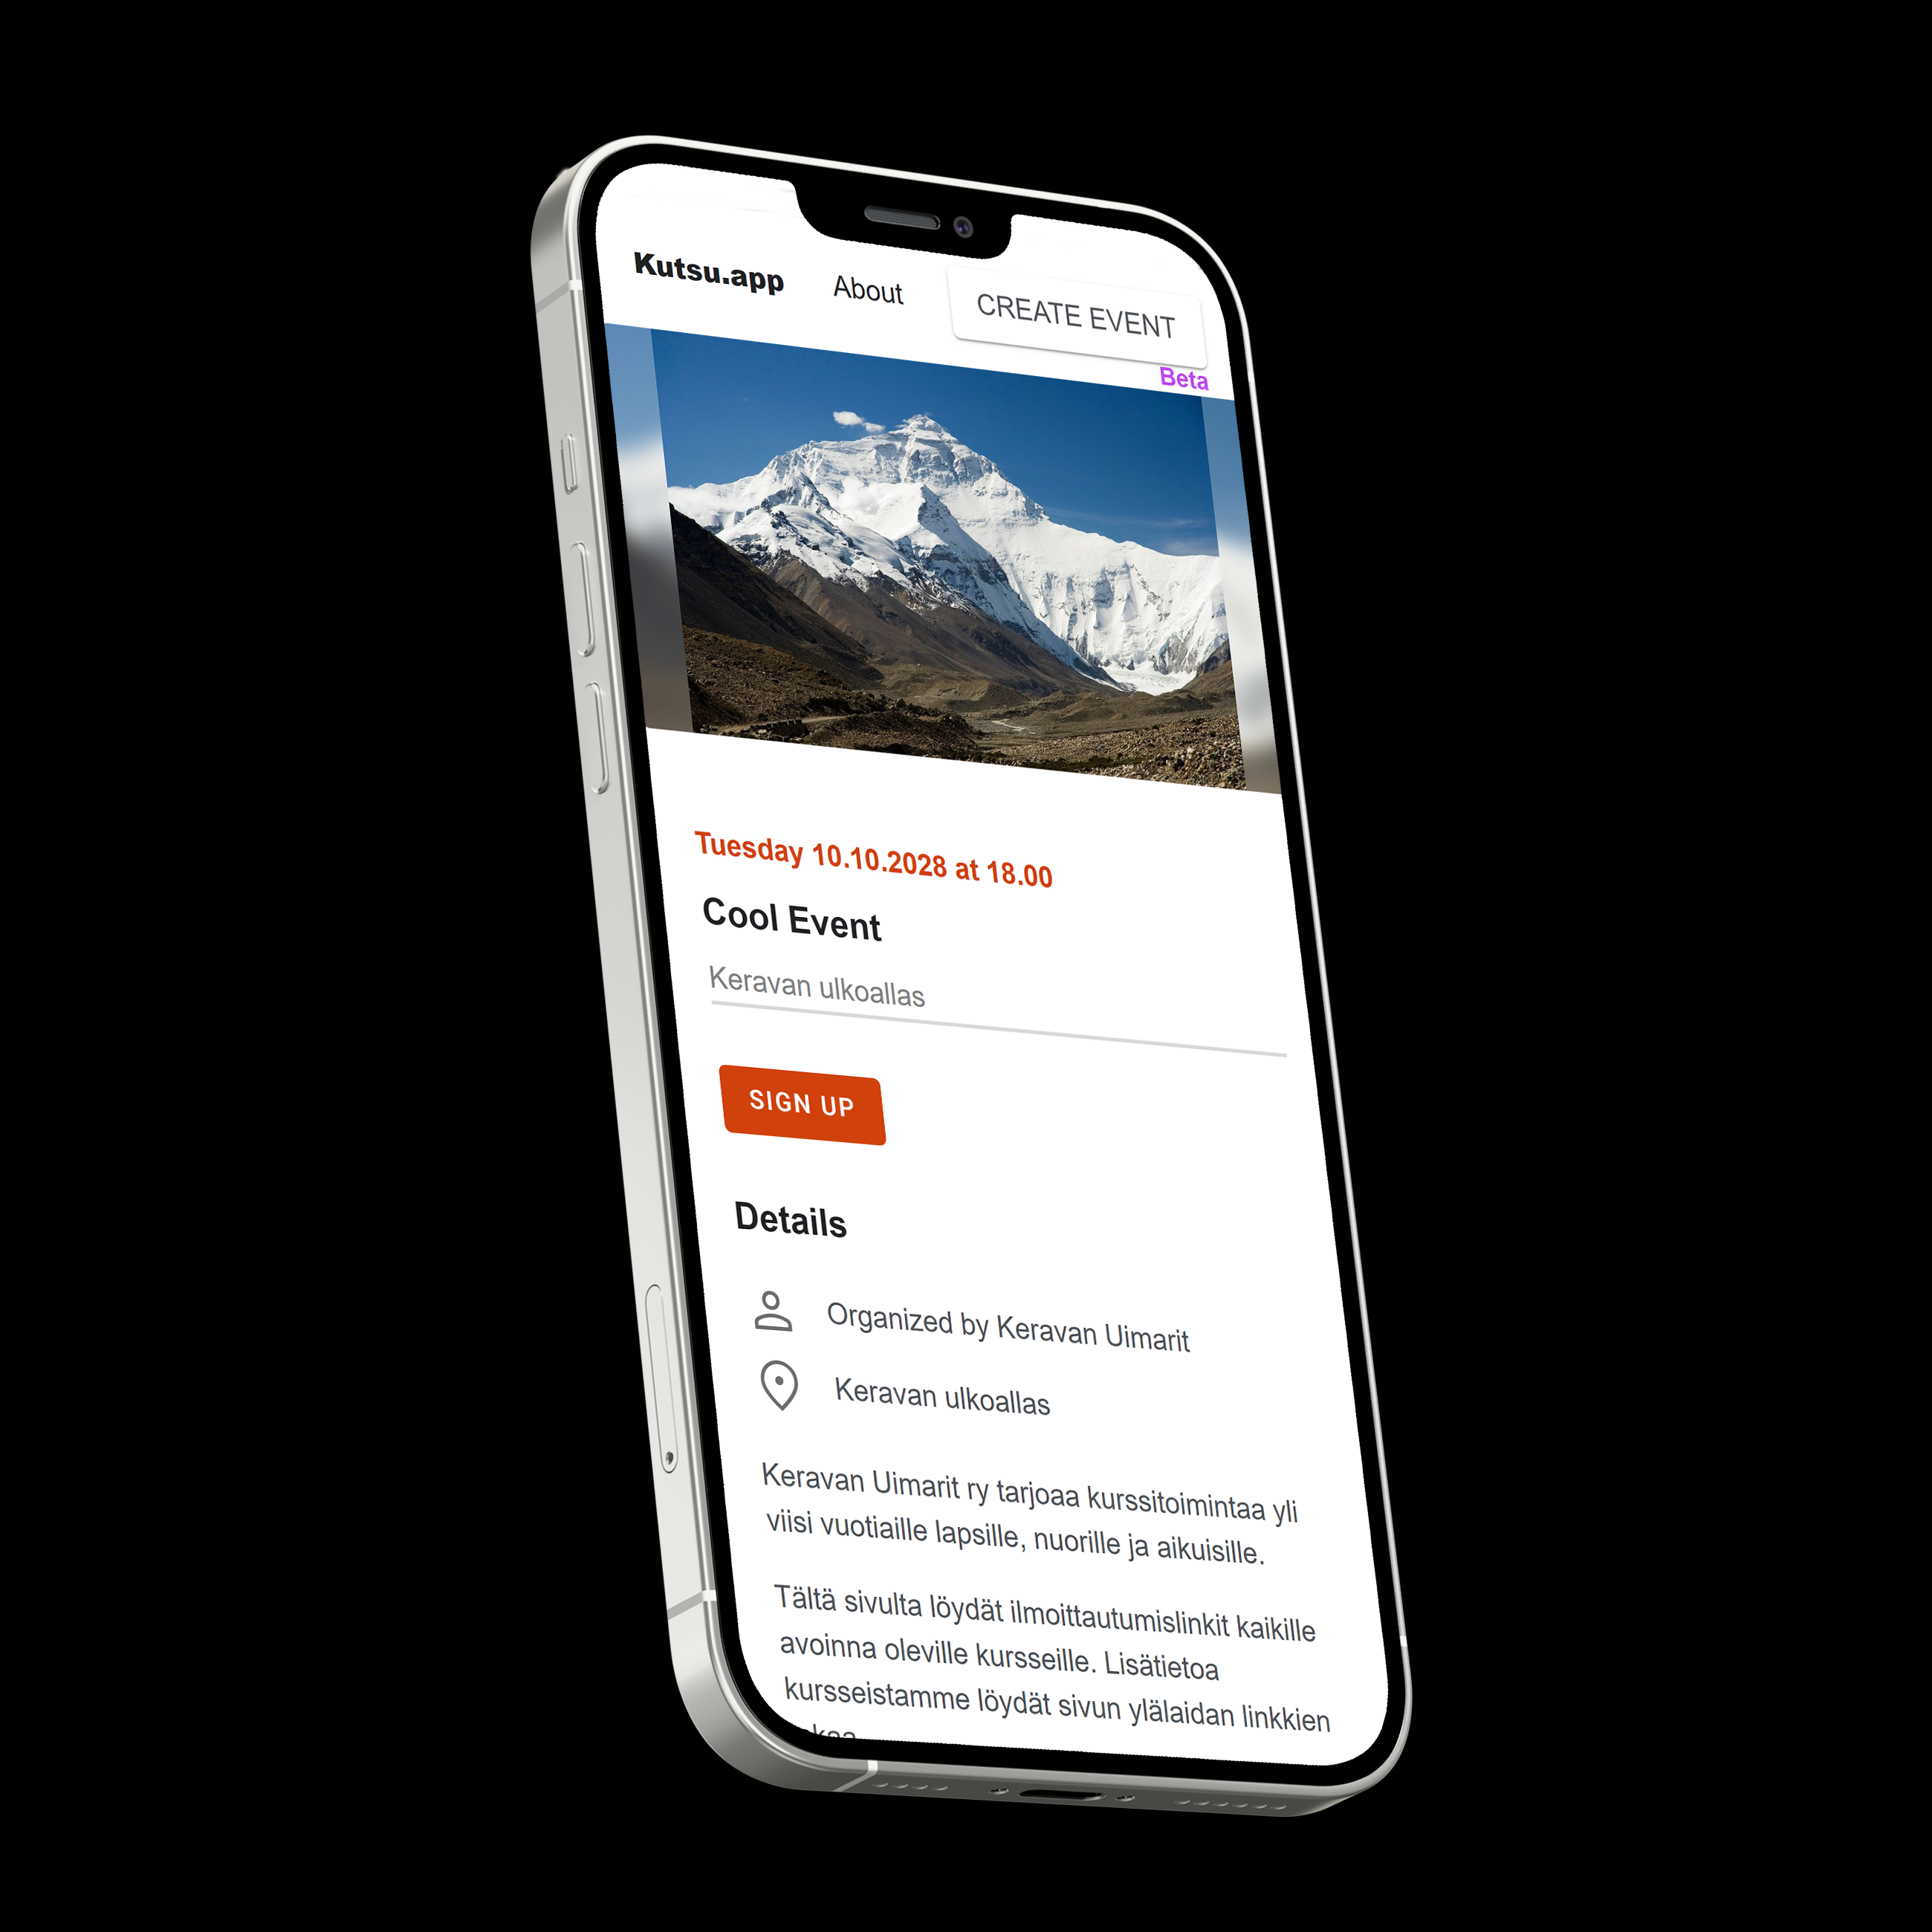 Kutsu.app About CREATE EVENT
Beta
Tuesday 10.10.2028 at 18.00
Cool Event
Keravan ulkoallas
SIGN UP
Details
Organized by Keravan Uimarit
Keravan ulkoallas
Keravan Uimarit ry tarjoaa kurssitoimintaa yli
viisi vuotiaille lapsille, nuorille ja aikuisille.
Tältä sivulta löydät ilmoittautumislinkit kaikille
avoinna oleville kursseille. Lisätietoa
kursseistamme löydät sivun ylälaidan linkkien